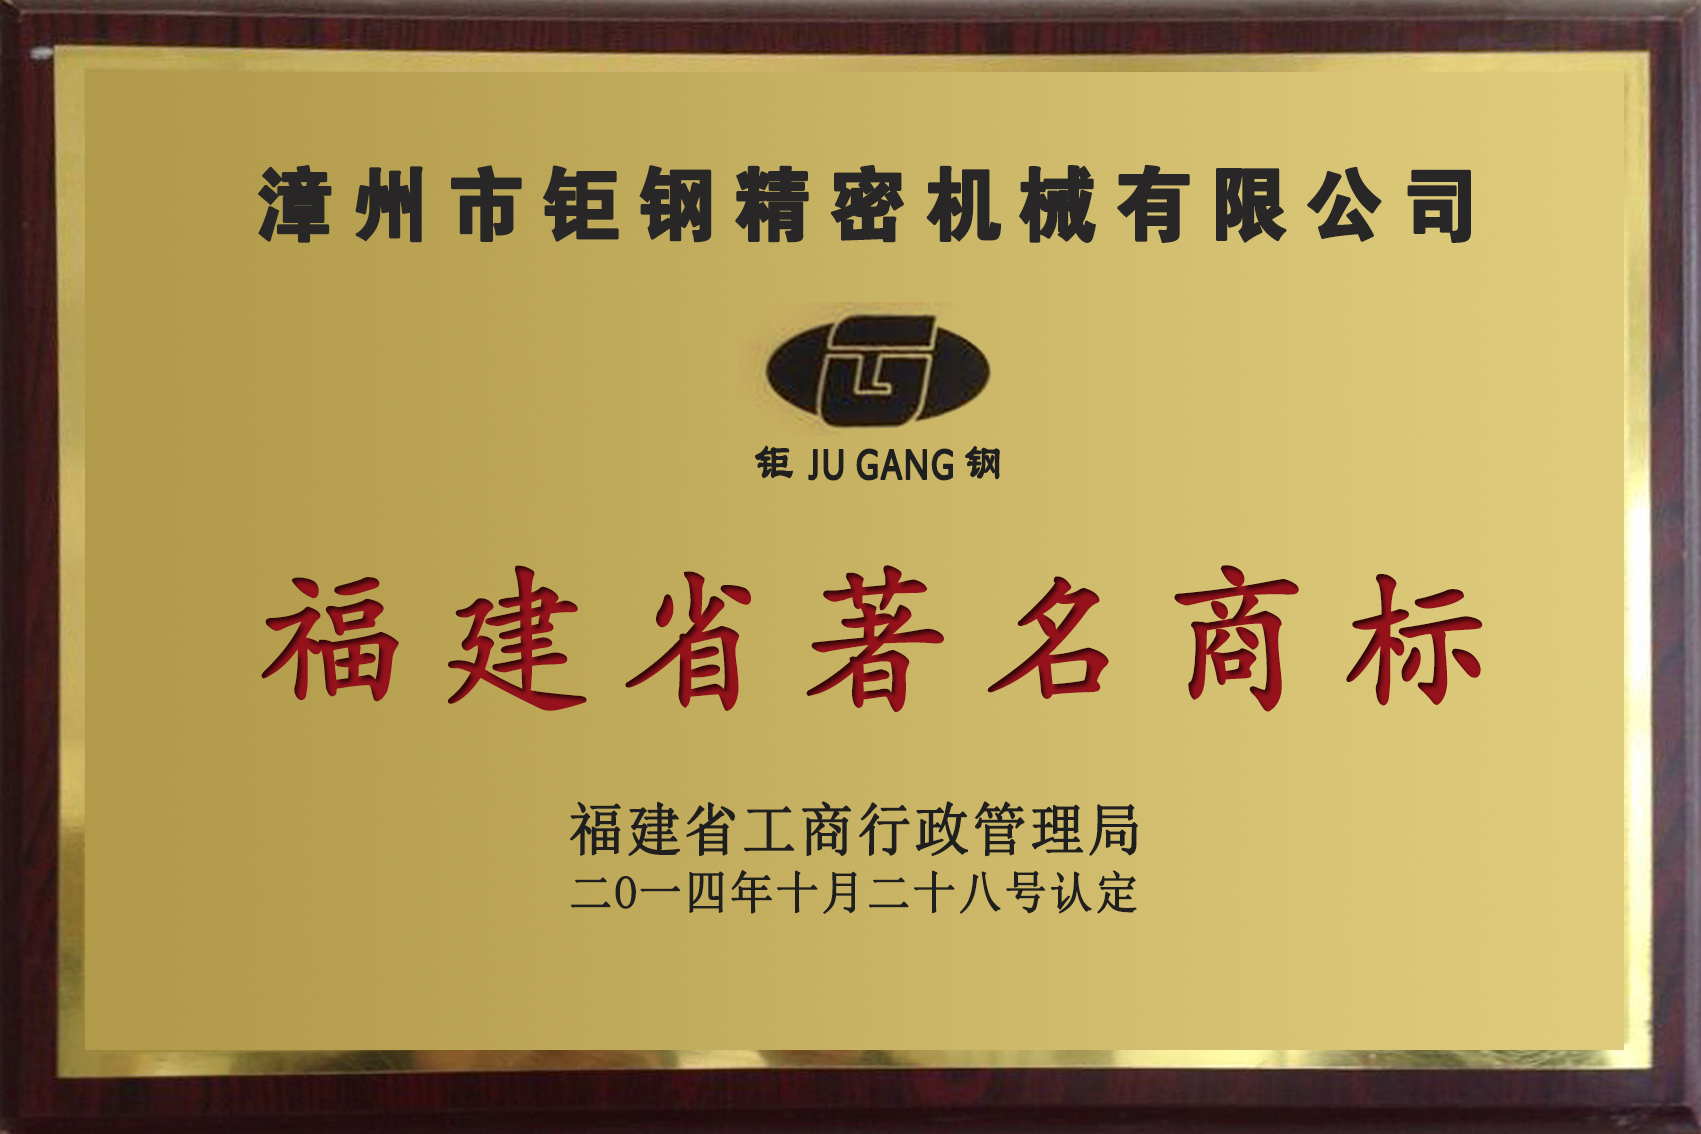 漳州市钜钢精密机械有限公司
钜 JU GANG 钢
福建省著名商标
福建省工商行政管理局
二0一四年十月二十八号认定